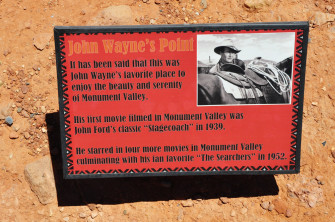 John Wayne's Point
It has been said that this was
John Wayne's favorite place to
enjoy the beauty and serenity
of Monument Valley.
His first movie filmed in Monument Valley was
John Ford's classic "Stagecoach" in 1939.
He starred in four more movies in Monument Valley
culminating with his fan favorite "The Searchers" in 1952.